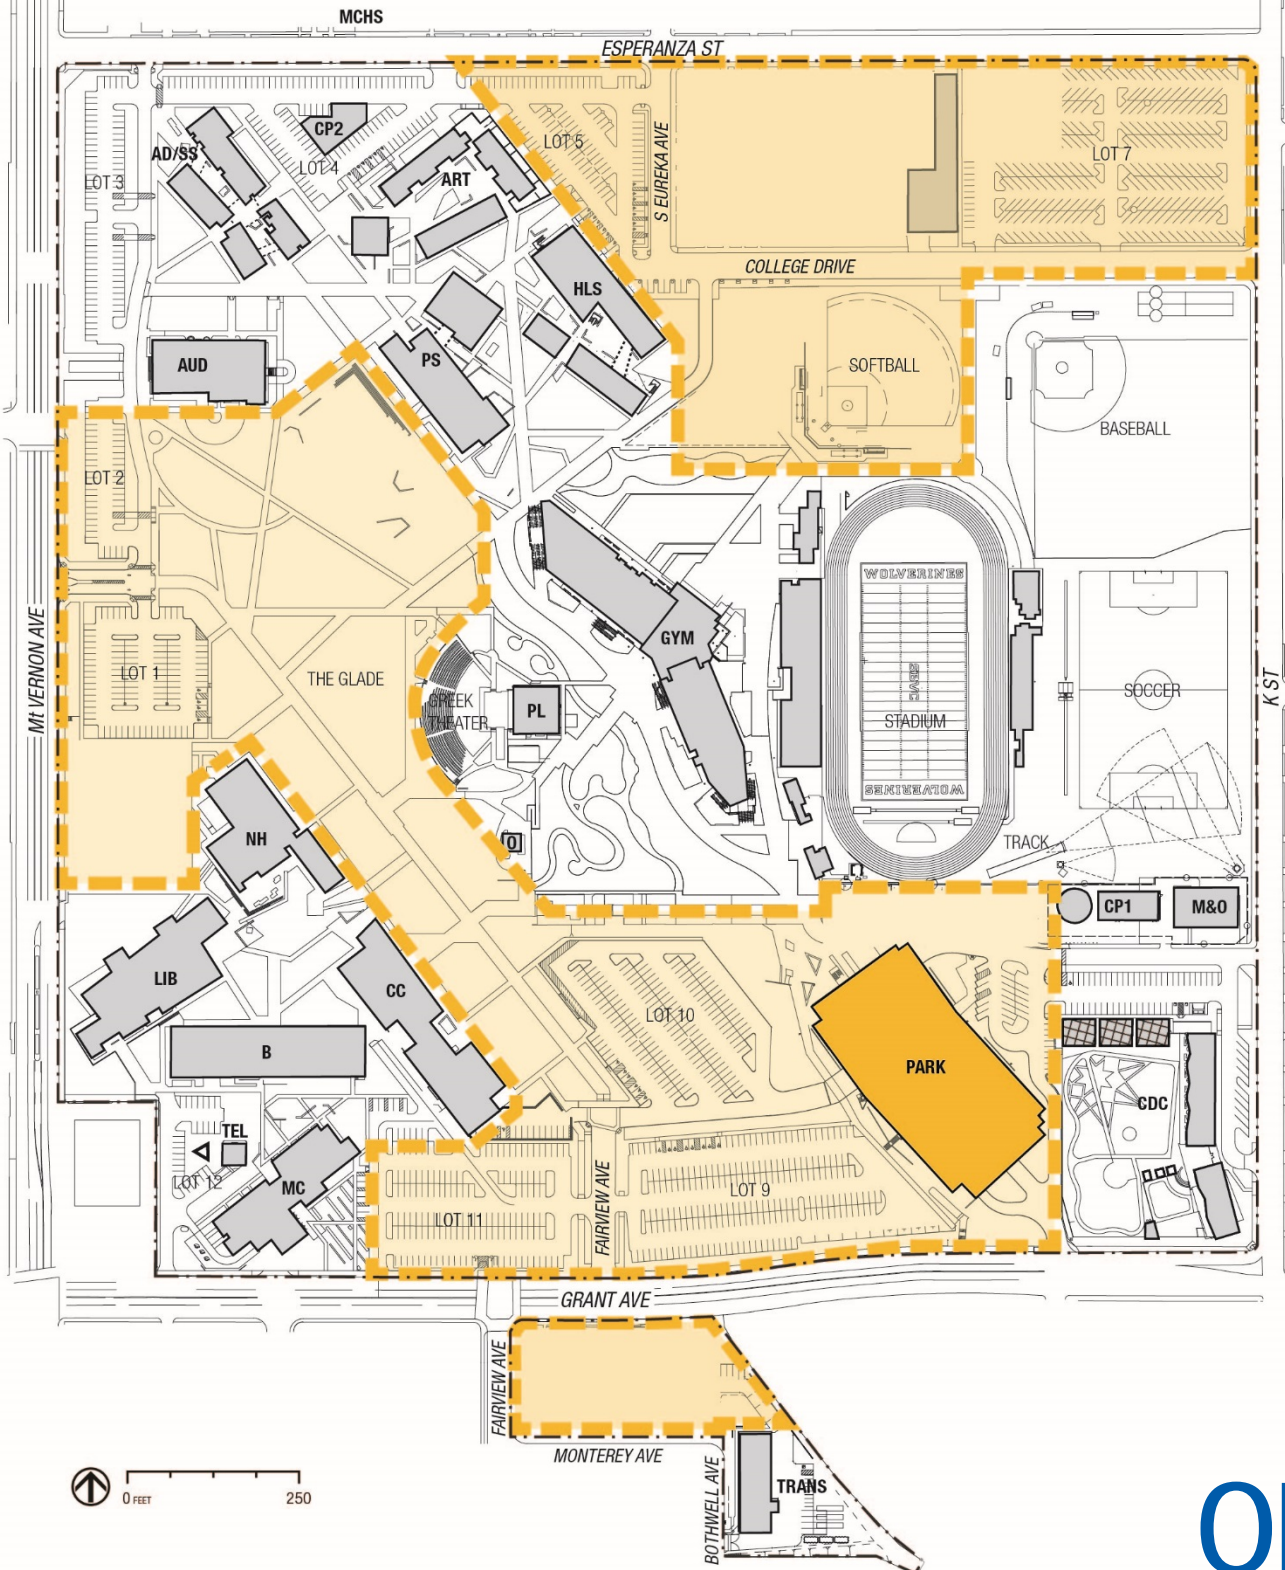 MCHS
ESPERANZA ST
CP2
LOT 5
AD/SS
LOT 4
LOT 7
LOT 3
ART
S EUREKA AVE
COLLEGE DRIVE
HLS
AUD
PS
SOFTBALL
BASEBALL
LOT 2
WOLVERINES
Mt VERNON AVE
GYM
LOT 1
THE GLADE
SBVC
K ST
GREEK
THEATER
PL
SOCCER
STADIUM
WOLVERINES
NH
O
TRACK
CP1
M&O
LIB
CC
LOT 10
B
PARK
CDC
TEL
LOT 12
MC
LOT 9
FAIRVIEW AVE
LOT 11
GRANT AVE
FAIRVIEW AVE
MONTEREY AVE
0 FEET
250
BOTHWELL AVE
TRANS